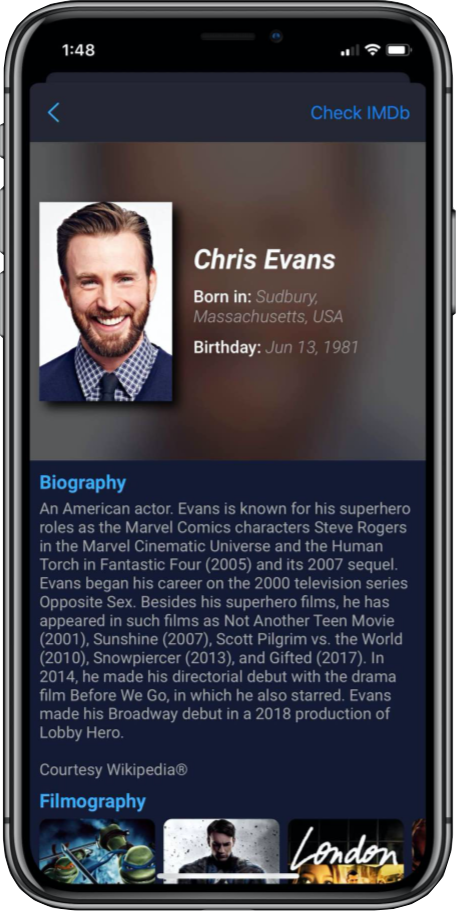 1:48
Check IMDb
Chris Evans
Born in: Sudbury,
Massachusetts, USA
Birthday: Jun 13, 1981
Biography
An American actor. Evans is known for his superhero
roles as the Marvel Comics characters Steve Rogers
in the Marvel Cinematic Universe and the Human
Torch in Fantastic Four (2005) and its 2007 sequel.
Evans began his career on the 2000 television series
Opposite Sex. Besides his superhero films, he has
appeared in such films as Not Another Teen Movie
(2001), Sunshine (2007), Scott Pilgrim vs. the World
(2010), Snowpiercer (2013), and Gifted (2017). In
2014, he made his directorial debut with the drama
film Before We Go, in which he also starred. Evans
made his Broadway debut in a 2018 production of
Lobby Hero.
Courtesy Wikipedia®
Filmography
London